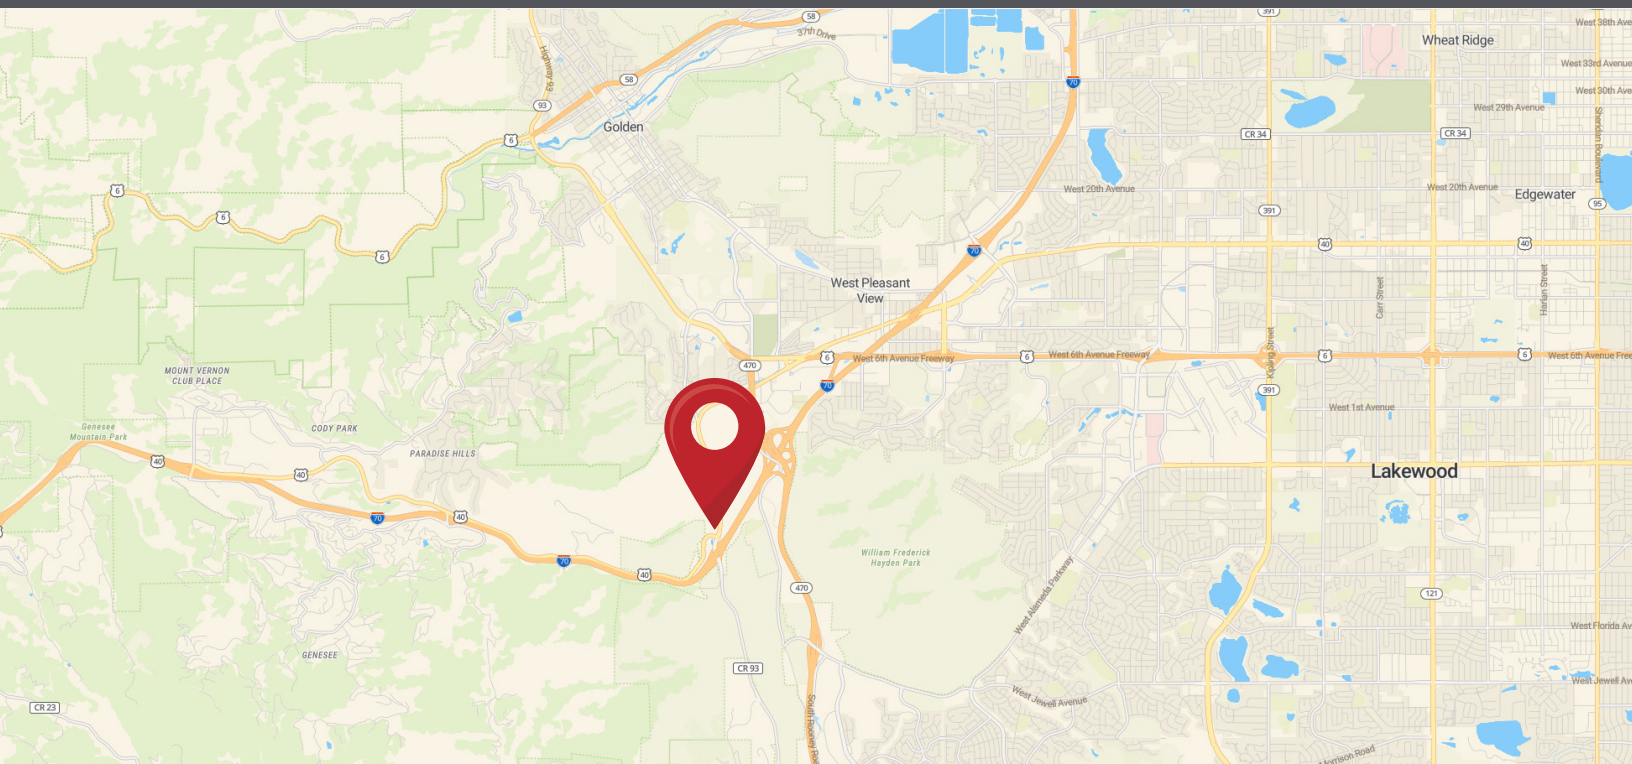 58
391
West 38th Ave
37th Drive
Wheat Ridge
Highway 93
West 33rd Avenue
58
70
West 30th Ave
93
West 29th Avenue
Golden
CR 34
CR 34
6
Sheridan Boulevard
6
West 20th Avenue
West 20th Avenue
Edgewater
95
6
391
40
40
6
70
West Pleasant
View
Carr Street
Harlan Street
Kipling Street
6
West 6th Avenue Freeway
6
West 6th Avenue Freeway
6
6
West 6th Avenue Free
470
MOUNT VERNON
CLUB PLACE
70
391
West 1st Avenue
Genesee
Mountain Park
CODY PARK
PARADISE HILLS
40
40
Lakewood
70
40
William Frederick
Hayden Park
70
40
470
West Alameda Parkway
121
West Florida Av
GENESEE
CR 93
West Jewell Av
West Jewell Avenue
CR 23
South Rooney Ro
Morrison Road